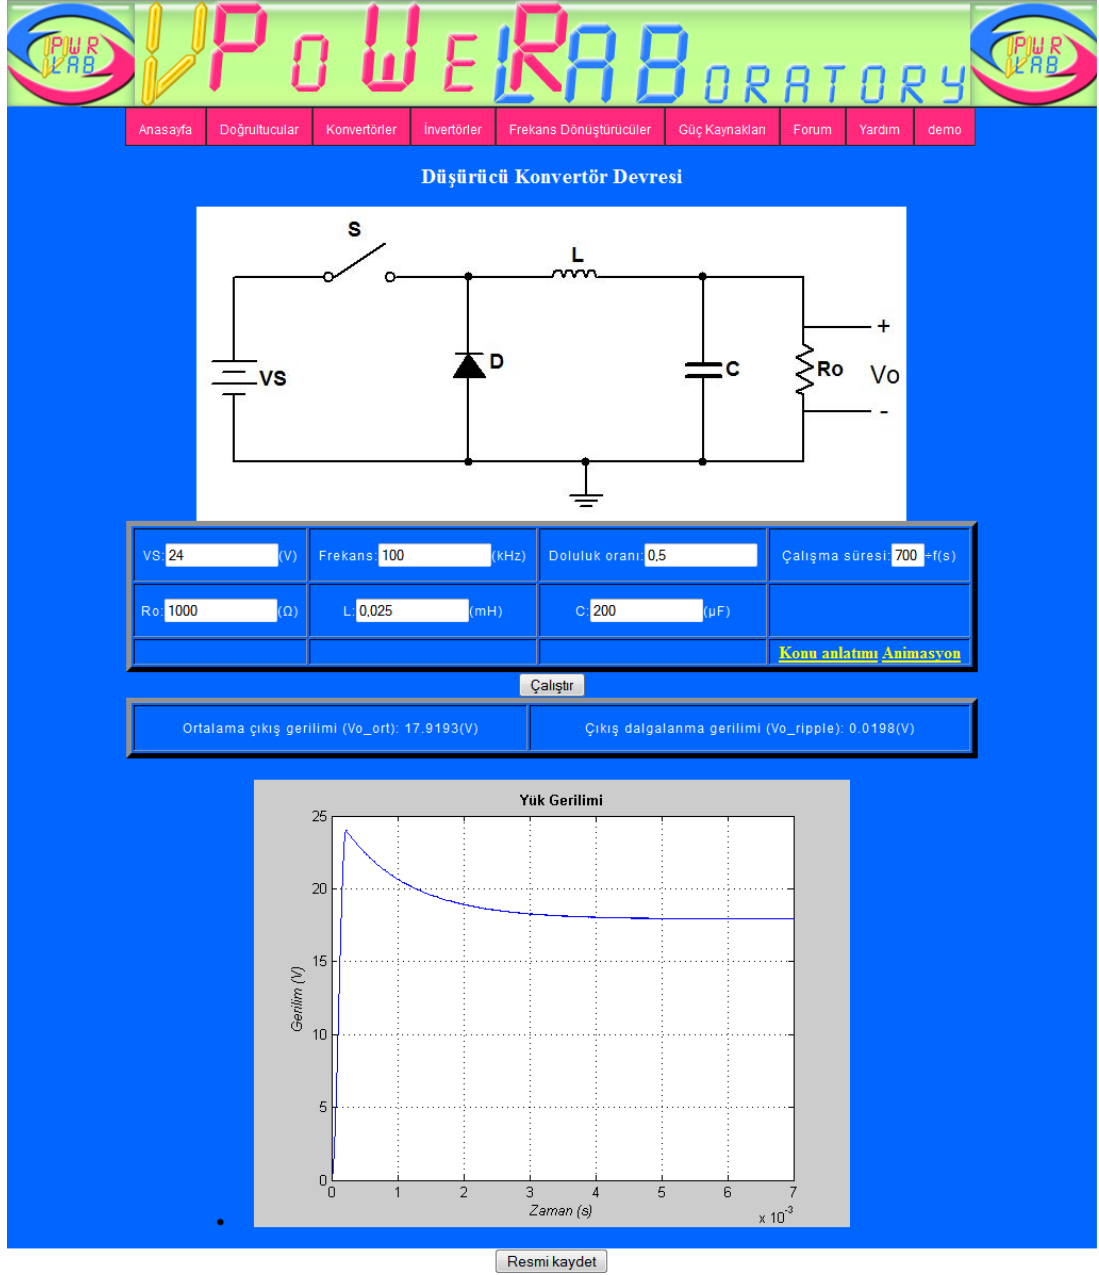 PWR LAB VPoWeRLABORATORY PWR LAB
Anasayfa Doğrultucular Konvertörler İnvertörler Frekans Dönüştürücüler Güç Kaynakları Forum Yardım demo
Düşürücü Konvertör Devresi
S
L
+
D
C
Ro
Vo
VS
-
VS: 24 (V) Frekans: 100 (kHz) Doluluk oranı: 0,5 Çalışma süresi: 700 ÷f(s)
Ro: 1000 (Ω) L: 0,025 (mH) C: 200 (µF)
Konu anlatımı Animasyon
Çalıştır
Ortalama çıkış gerilimi (Vo_ort): 17.9193(V) Çıkış dalgalanma gerilimi (Vo_ripple): 0.0198(V)
Yük Gerilimi
25
20
15
10
5
0
Gerilim (V)
0 1 2 3 4 5 6 7
Zaman (s)
x 10-3
Resmi kaydet